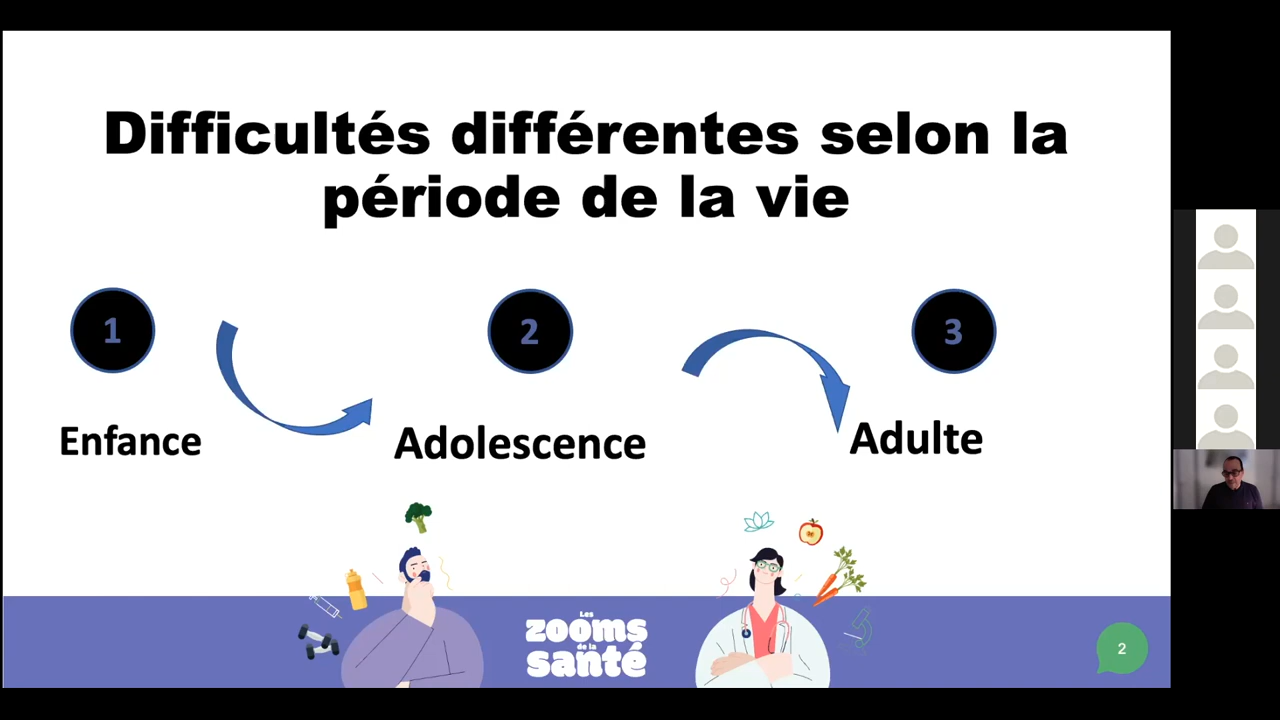 Difficultés différentes selon la
période de la vie
1
2
3
Enfance
Adolescence
Adulte
Les
zooms
de la
santé
2